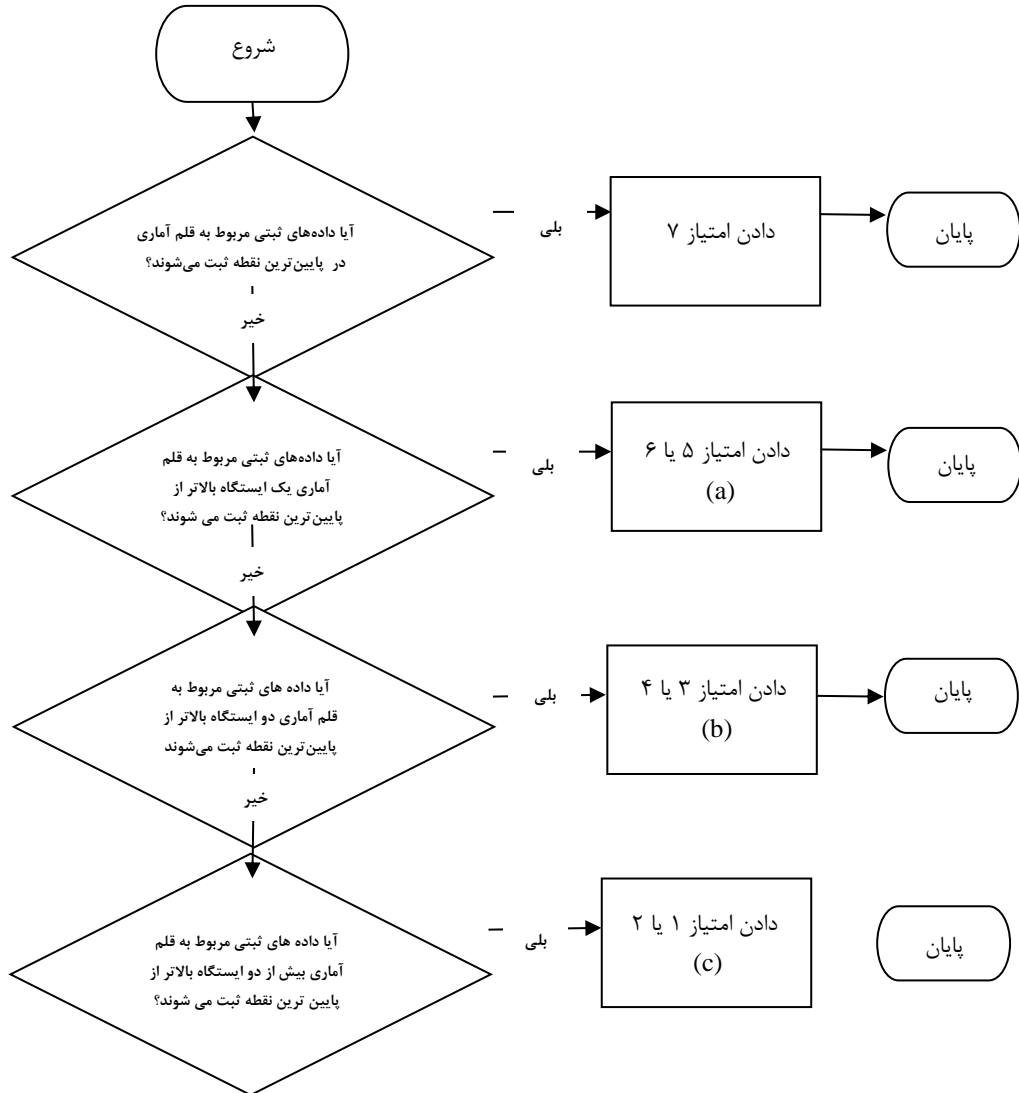 شروع
آیا داده‌های ثبتی مربوط به قلم آماری
در پایین‌ترین نقطه ثبت می‌شوند؟
بلی
دادن امتیاز ۷
پایان
خیر
آیا داده‌های ثبتی مربوط به قلم
آماری یک ایستگاه بالاتر از
پایین‌ترین نقطه ثبت می شوند؟
بلی
دادن امتیاز ۵ یا ۶
(a)
پایان
خیر
آیا داده های ثبتی مربوط به
قلم آماری دو ایستگاه بالاتر از
پایین‌ترین نقطه ثبت می‌شوند
بلی
دادن امتیاز ۳ یا ۴
(b)
پایان
خیر
آیا داده های ثبتی مربوط به قلم
آماری بیش از دو ایستگاه بالاتر از
پایین ترین نقطه ثبت می شوند؟
بلی
دادن امتیاز ۱ یا ۲
(c)
پایان